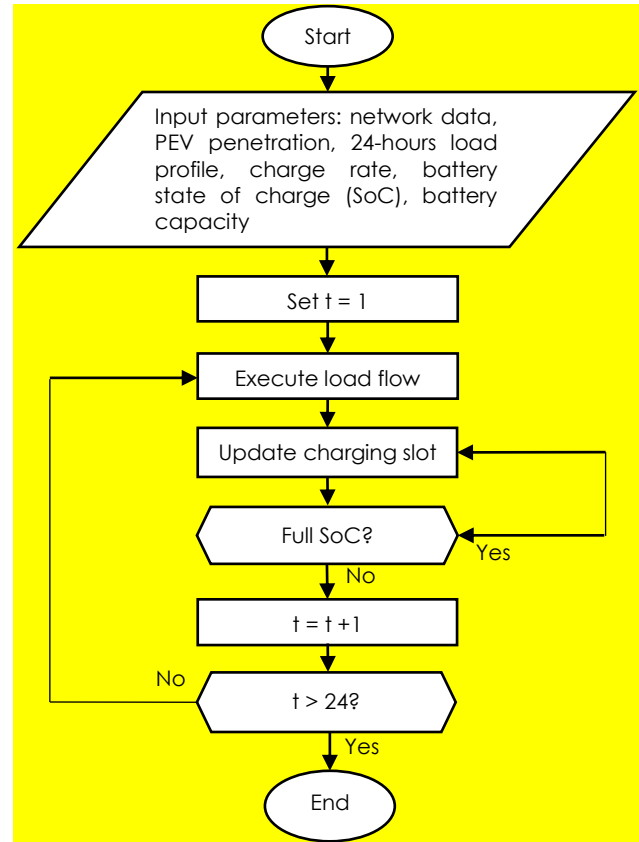 Start
Input parameters: network data,
PEV penetration, 24-hours load
profile, charge rate, battery
state of charge (SoC), battery
capacity
Set t = 1
Execute load flow
Update charging slot
Full SoC?
Yes
No
t = t +1
No
t > 24?
Yes
End